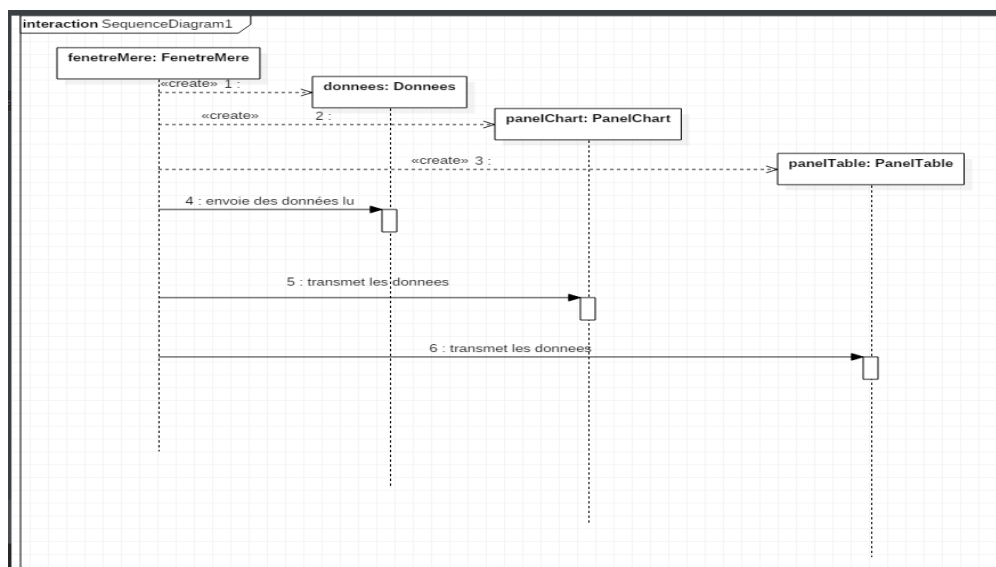 interaction SequenceDiagram1
fenetreMere: FenetreMere
«create» 1 :
donnees: Donnees
«create» 2 :
panelChart: PanelChart
«create» 3 :
panelTable: PanelTable
4 : envoie des données lu
5 : transmet les donnees
6 : transmet les donnees